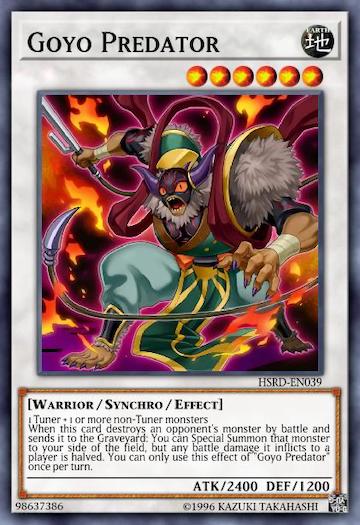 GOYO PREDATOR
EARTH
地
HSRD-EN039
[WARRIOR / SYNCHRO / EFFECT]
1 Tuner + 1 or more non-Tuner monsters
When this card destroys an opponent's monster by battle and
sends it to the Graveyard: You can Special Summon that monster
to your side of the field, but any battle damage it inflicts to
a player is halved. You can only use this effect of "Goyo Predator"
once per turn.
ATK/2400 DEF/1200
98637386
©1996 KAZUKI TAKAHASHI